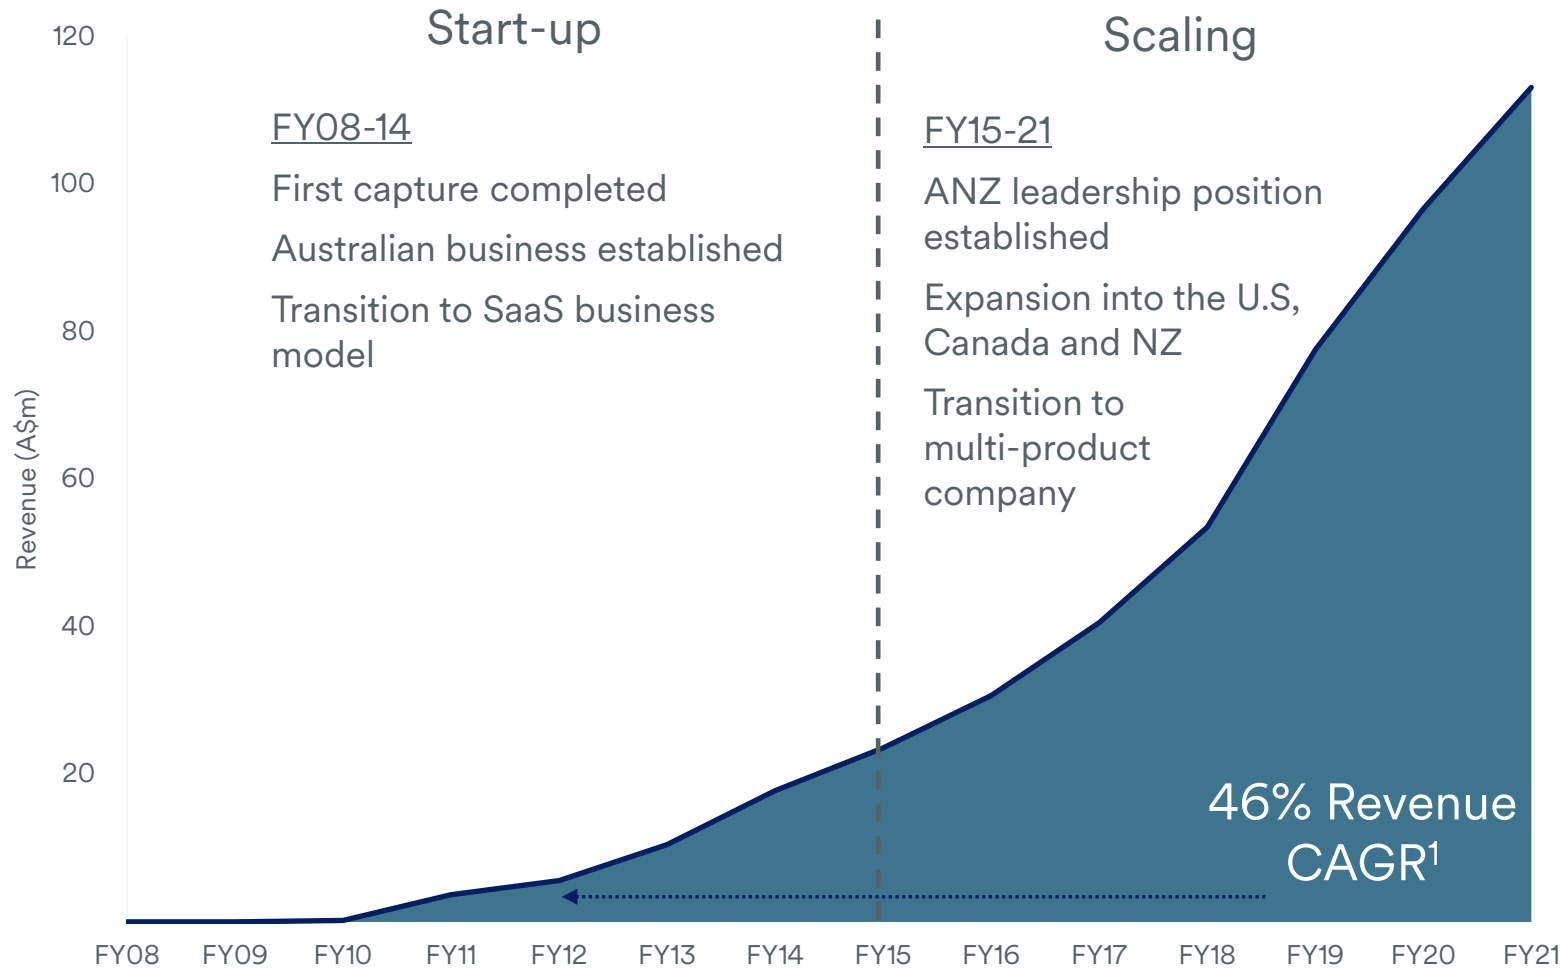 Start-up
Scaling
FY08-14
First capture completed
Australian business established
Transition to SaaS business
model
FY15-21
ANZ leadership position
established
Expansion into the U.S,
Canada and NZ
Transition to
multi-product
company
Revenue (A$m)
120
100
80
60
40
20
46% Revenue
CAGR¹
FY08 FY09 FY10 FY11 FY12 FY13 FY14 FY15 FY16 FY17 FY18 FY19 FY20 FY21